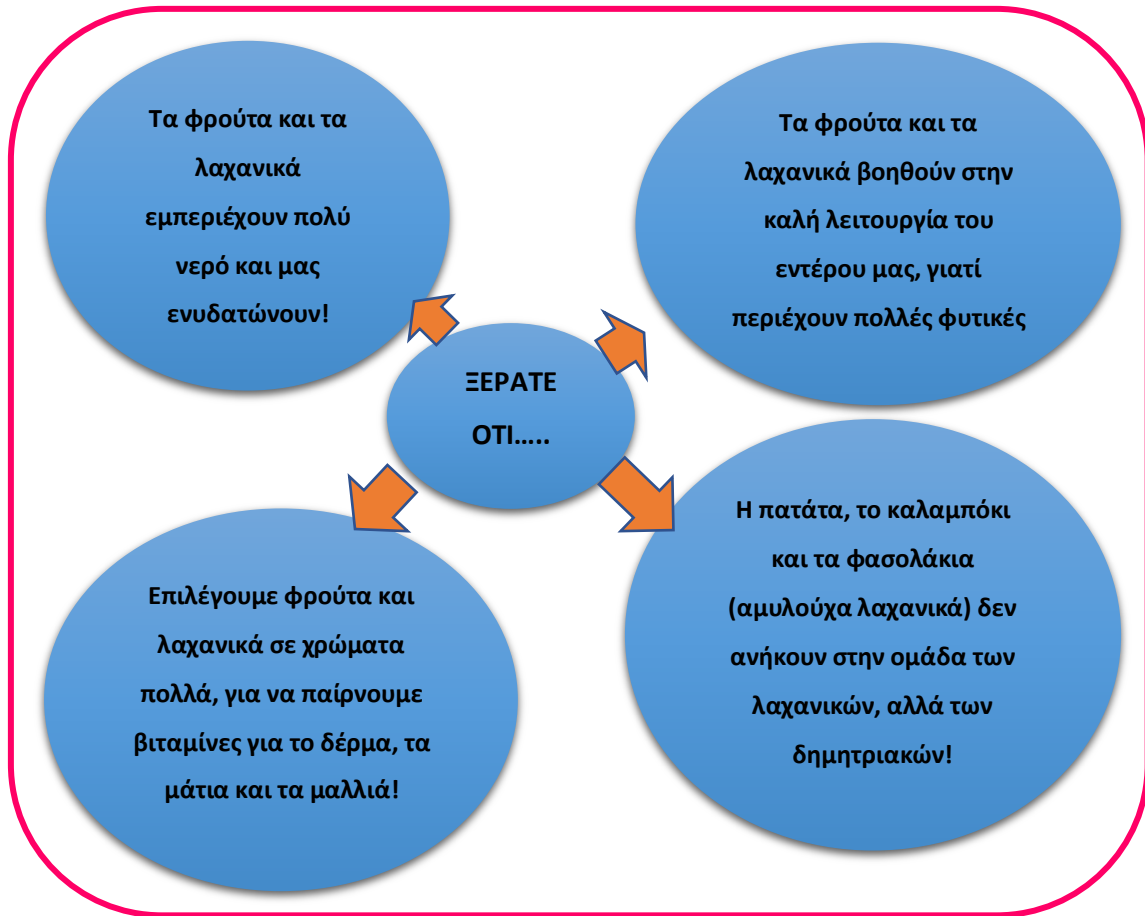 Τα φρούτα και τα
λαχανικά
εμπεριέχουν πολύ
νερό και μας
ενυδατώνουν!
Τα φρούτα και τα
λαχανικά βοηθούν στην
καλή λειτουργία του
εντέρου μας, γιατί
περιέχουν πολλές φυτικές
ΞΕΡΑΤΕ
ΟΤΙ.....
Επιλέγουμε φρούτα και
λαχανικά σε χρώματα
πολλά, για να παίρνουμε
βιταμίνες για το δέρμα, τα
μάτια και τα μαλλιά!
Η πατάτα, το καλαμπόκι
και τα φασολάκια
(αμυλούχα λαχανικά) δεν
ανήκουν στην ομάδα των
λαχανικών, αλλά των
δημητριακών!